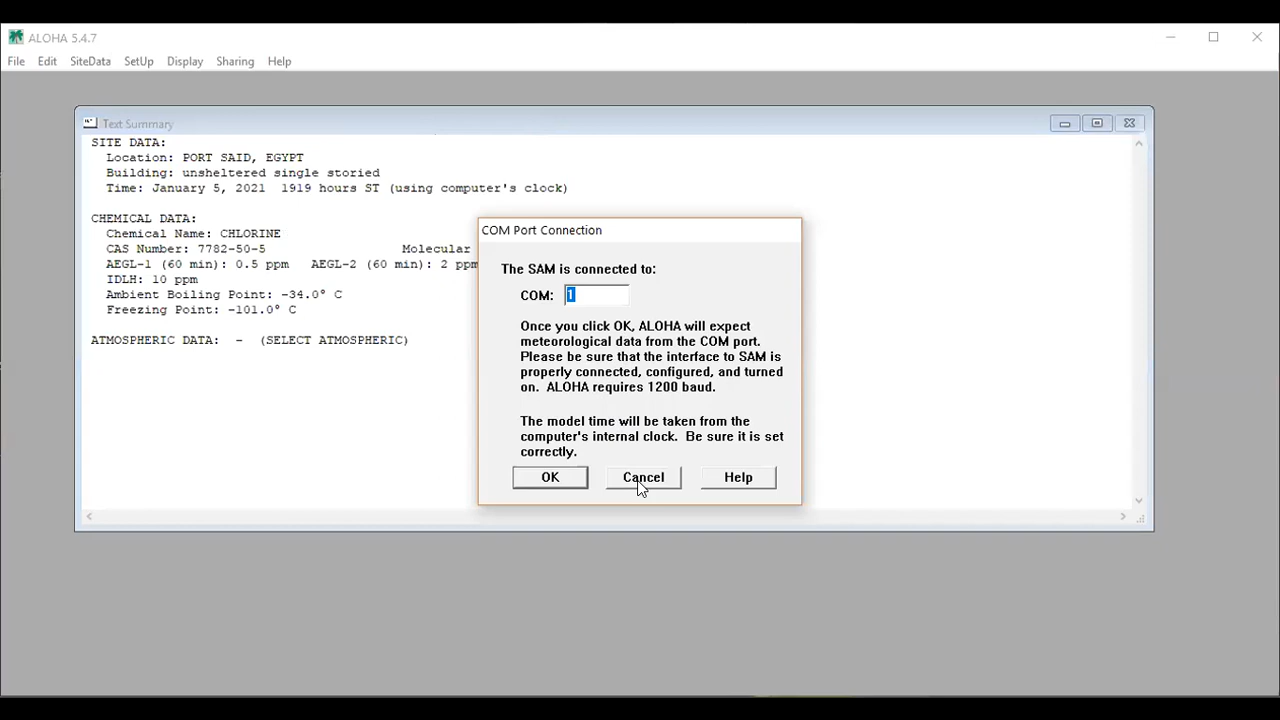 ALOHA 5.4.7
File Edit SiteData SetUp Display Sharing Help
Text Summary
SITE DATA:
Location: PORT SAID, EGYPT
Building: unsheltered single storied
Time: January 5, 2021 1919 hours ST (using computer's clock)
CHEMICAL DATA:
Chemical Name: CHLORINE
CAS Number: 7782-50-5 Molecular
AEGL-1 (60 min): 0.5 ppm AEGL-2 (60 min): 2 ppm
IDLH: 10 ppm
Ambient Boiling Point: -34.0° C
Freezing Point: -101.0° C
ATMOSPHERIC DATA: - (SELECT ATMOSPHERIC)
COM Port Connection
The SAM is connected to:
COM: 1
Once you click OK, ALOHA will expect
meteorological data from the COM port.
Please be sure that the interface to SAM is
properly connected, configured, and turned
on. ALOHA requires 1200 baud.
The model time will be taken from the
computer's internal clock. Be sure it is set
correctly.
OK Cancel Help